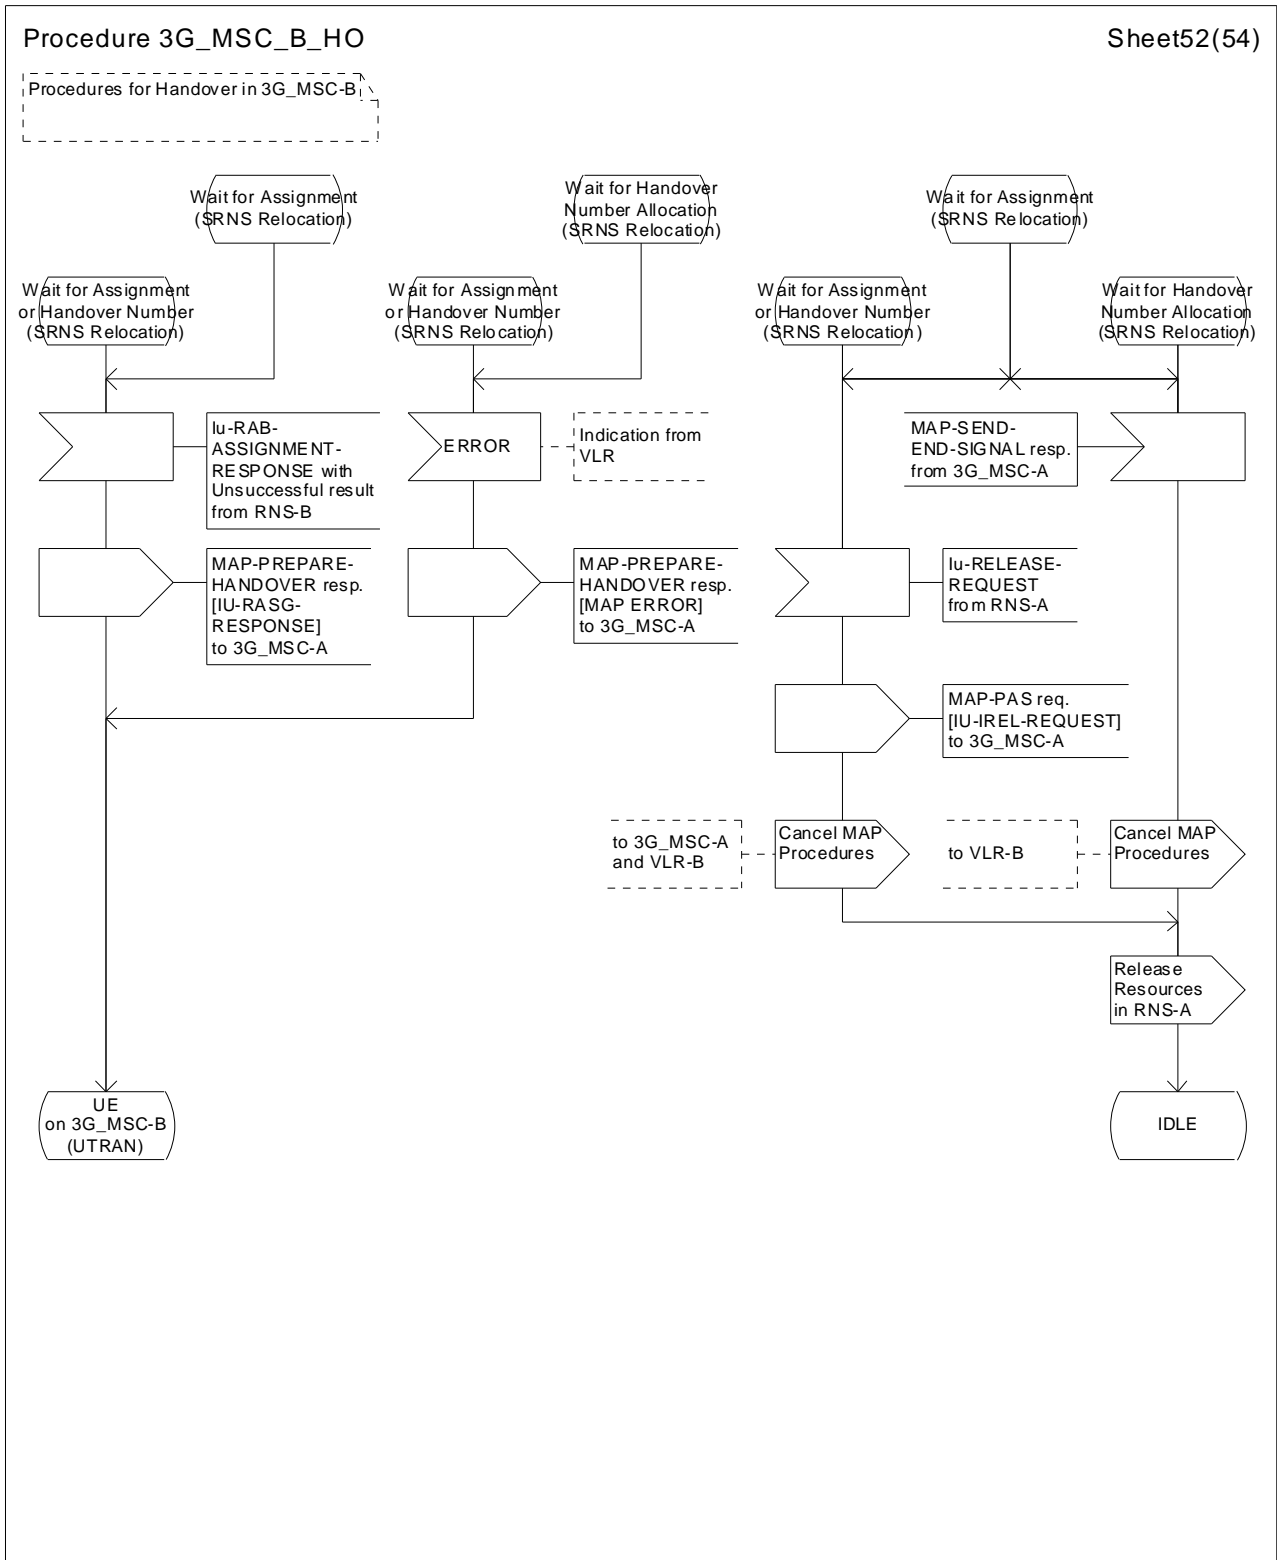 Procedure 3G_MSC_B_HO
Sheet52(54)
Procedures for Handover in 3G_MSC-B
Wait for Assignment
(SRNS Relocation)
Wait for Handover
Number Allocation
(SRNS Relocation)
Wait for Assignment
(SRNS Relocation)
Wait for Assignment
or Handover Number
(SRNS Relocation)
Wait for Assignment
or Handover Number
(SRNS Relocation)
Wait for Assignment
or Handover Number
(SRNS Relocation)
Wait for Handover
Number Allocation
(SRNS Relocation)
Iu-RAB-
ASSIGNMENT-
RESPONSE with
Unsuccessful result
from RNS-B
ERROR
Indication from
VLR
MAP-SEND-
END-SIGNAL resp.
from 3G_MSC-A
MAP-PREPARE-
HANDOVER resp.
[IU-RASG-
RESPONSE]
to 3G_MSC-A
MAP-PREPARE-
HANDOVER resp.
[MAP ERROR]
to 3G_MSC-A
Iu-RELEASE-
REQUEST
from RNS-A
MAP-PAS req.
[IU-IREL-REQUEST]
to 3G_MSC-A
to 3G_MSC-A
and VLR-B
Cancel MAP
Procedures
to VLR-B
Cancel MAP
Procedures
Release
Resources
in RNS-A
UE
on 3G_MSC-B
(UTRAN)
IDLE